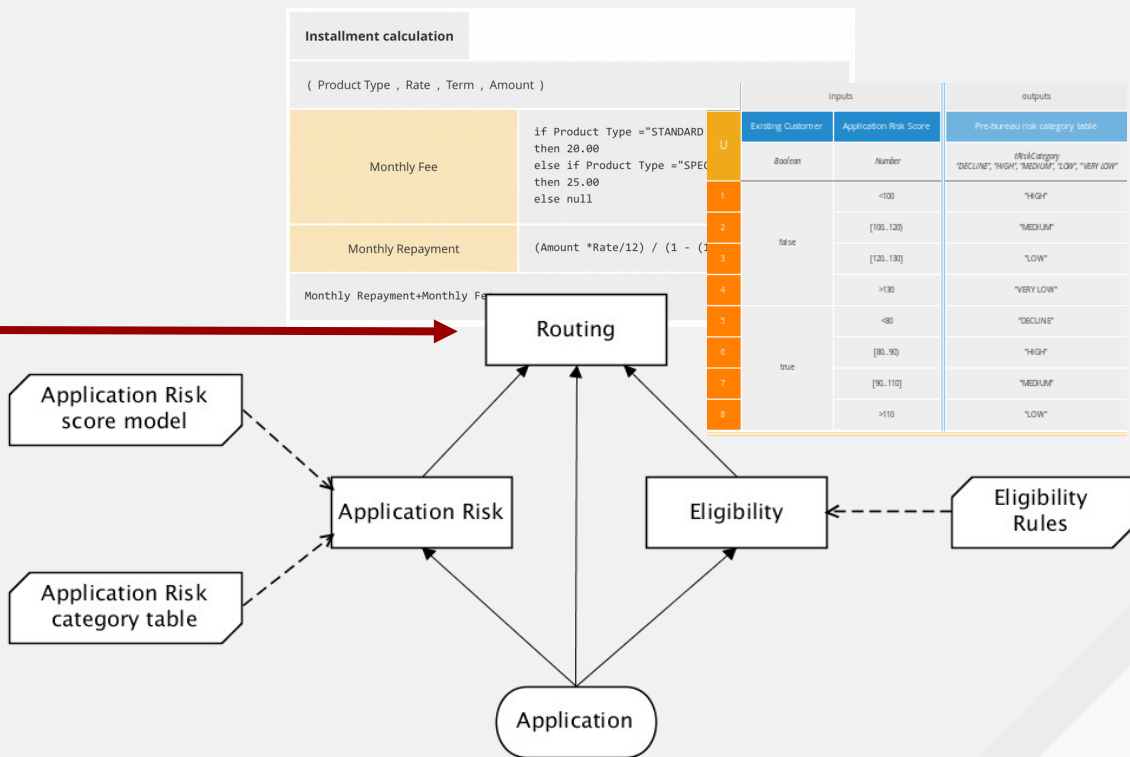 Installment calculation
( Product Type , Rate , Term , Amount )
Monthly Fee
if Product Type ="STANDARD
then 20.00
else if Product Type ="SPEC
then 25.00
else null
Monthly Repayment
(Amount *Rate/12) / (1 - (1
Monthly Repayment+Monthly Fe
inputs
outputs
U
Existing Customer
Application Risk Score
Pre-bureau risk category table
Boolean
Number
tRiskCategory
"DECLINE", "HIGH", "MEDIUM", "LOW", "VERY LOW"
1
false
<100
"HIGH"
2
[100..120)
"MEDIUM"
3
[120..130]
"LOW"
4
>130
"VERY LOW"
5
true
<80
"DECLINE"
6
[80..90)
"HIGH"
7
[90..110]
"MEDIUM"
8
>110
"LOW"
Routing
Application Risk
score model
Application Risk
Eligibility
Eligibility
Rules
Application Risk
category table
Application